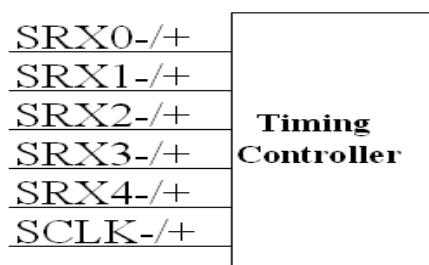 SRX0-/+
SRX1-/+
SRX2-/+
SRX3-/+
SRX4-/+
SCLK-/+
Timing
Controller